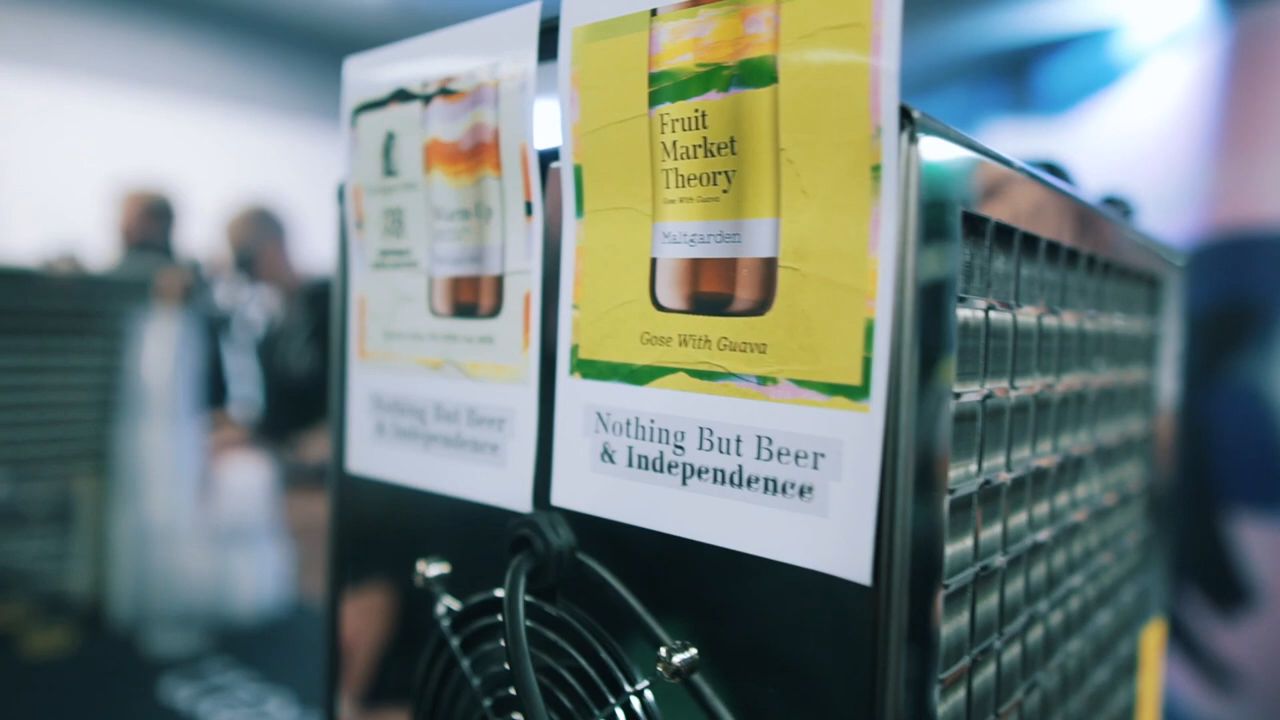 Fruit
Market
Theory
Gose With Guava
Maltgarden
Gose With Guava
Nothing But Beer
& Independence
Nothing But Beer
& Independence